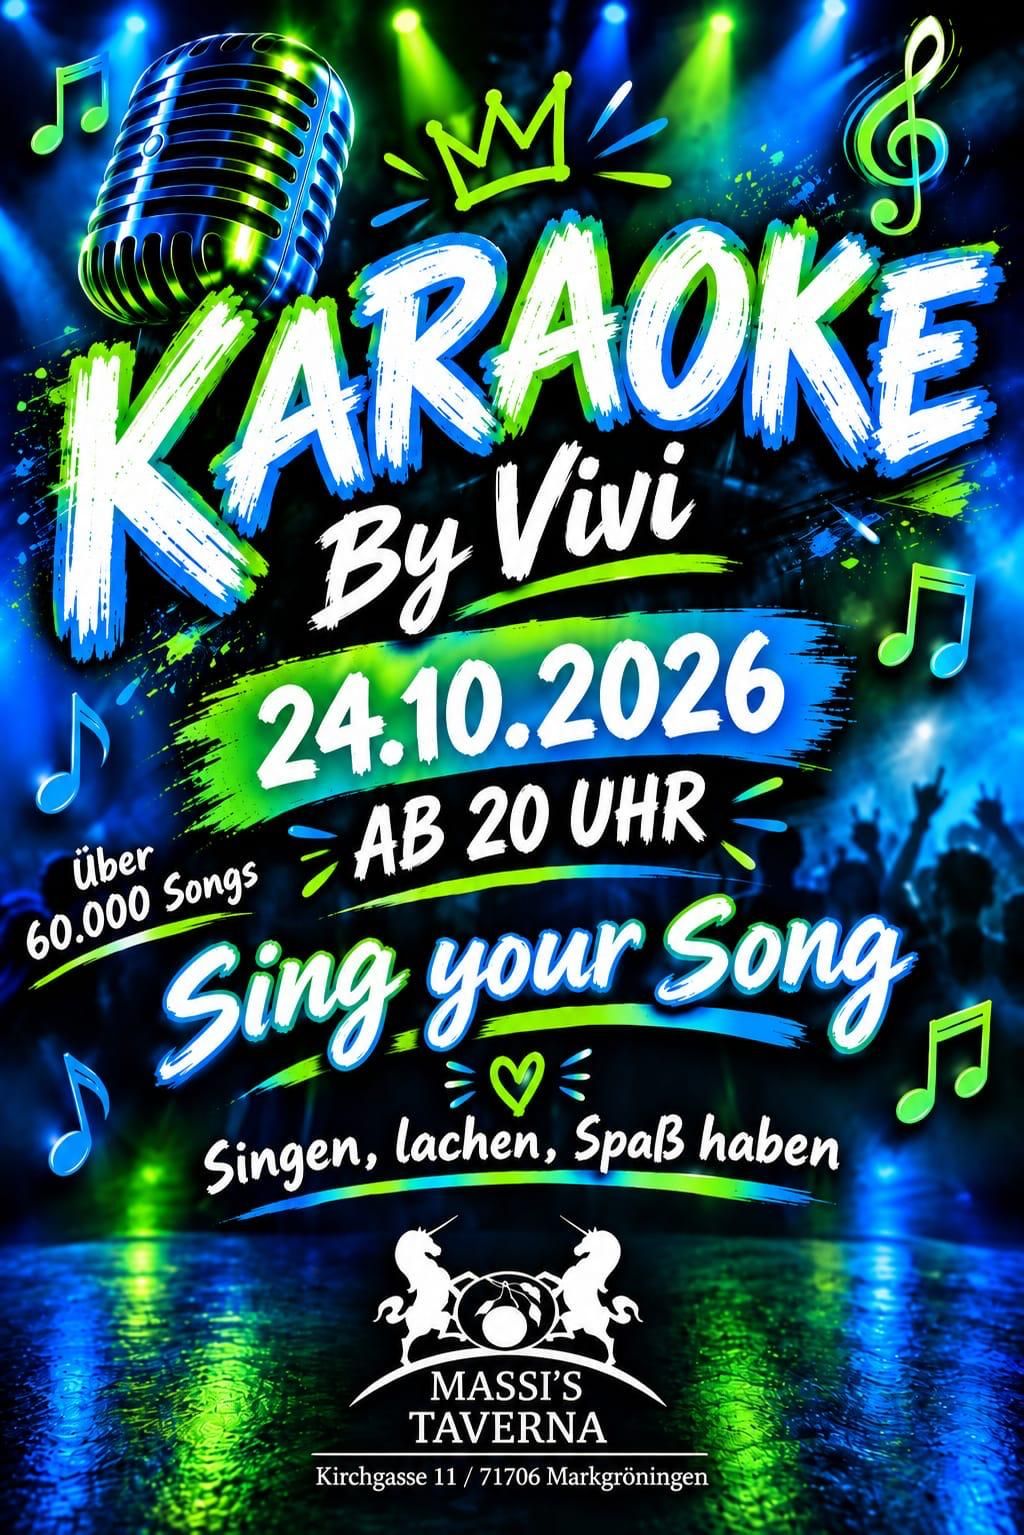 KARAOKE
By Vivi
24.10.2026
AB 20 UHR
Über
60.000 Songs
Sing your Song
Singen, lachen, Spaß haben
MASSI'S
TAVERNA
Kirchgasse 11 / 71706 Markgröningen